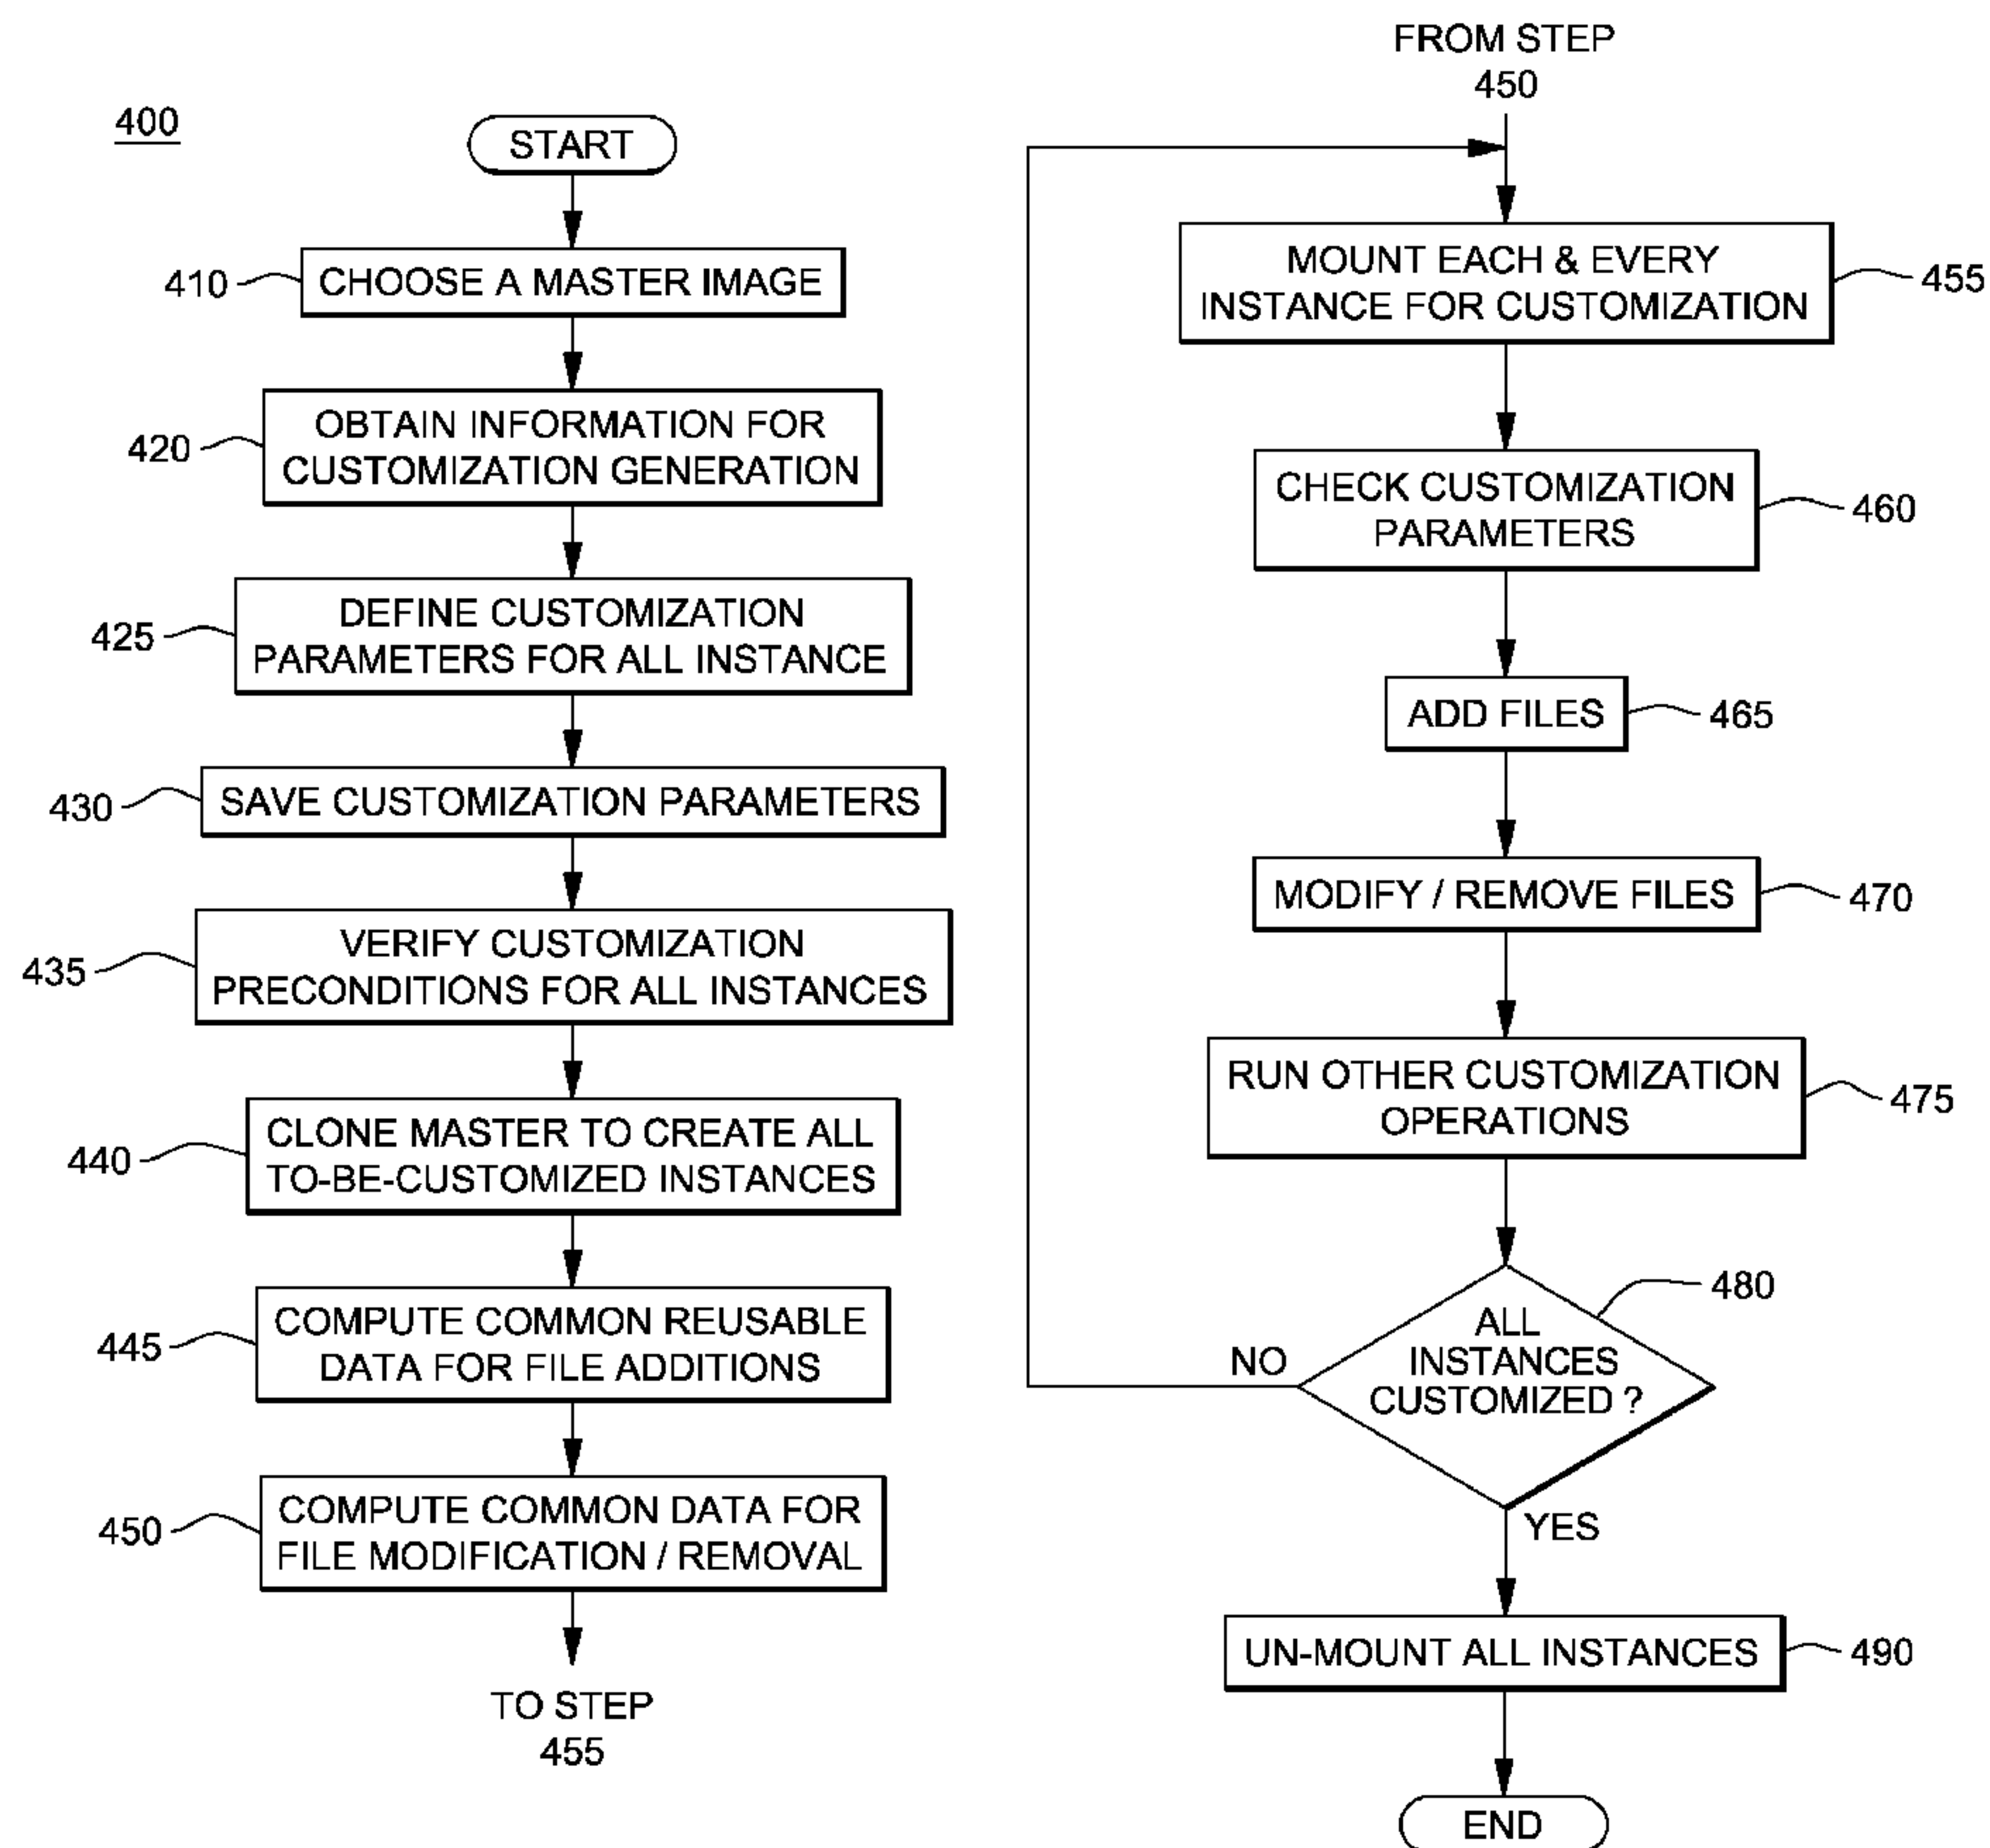 400
START
410
CHOOSE A MASTER IMAGE
420
OBTAIN INFORMATION FOR
CUSTOMIZATION GENERATION
425
DEFINE CUSTOMIZATION
PARAMETERS FOR ALL INSTANCE
430
SAVE CUSTOMIZATION PARAMETERS
435
VERIFY CUSTOMIZATION
PRECONDITIONS FOR ALL INSTANCES
440
CLONE MASTER TO CREATE ALL
TO-BE-CUSTOMIZED INSTANCES
445
COMPUTE COMMON REUSABLE
DATA FOR FILE ADDITIONS
450
COMPUTE COMMON DATA FOR
FILE MODIFICATION / REMOVAL
TO STEP
455
FROM STEP
450
MOUNT EACH & EVERY
INSTANCE FOR CUSTOMIZATION
455
CHECK CUSTOMIZATION
PARAMETERS
460
ADD FILES
465
MODIFY / REMOVE FILES
470
RUN OTHER CUSTOMIZATION
OPERATIONS
475
480
ALL
INSTANCES
CUSTOMIZED ?
NO
YES
UN-MOUNT ALL INSTANCES
490
END